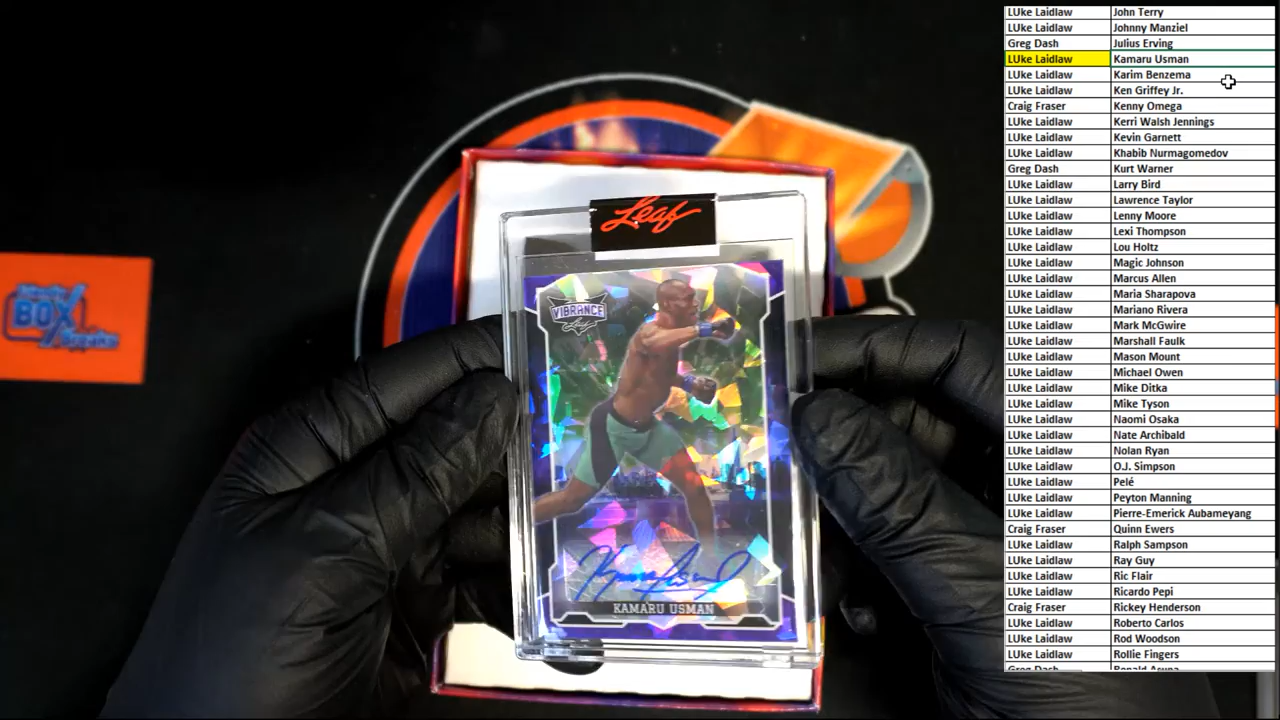 BOX
Breaks
Leaf
VIBRANCE
Leaf
KAMARU USMAN
LUke Laidlaw John Terry
LUke Laidlaw Johnny Manziel
Greg Dash Julius Erving
LUke Laidlaw Kamaru Usman
LUke Laidlaw Karim Benzema
LUke Laidlaw Ken Griffey Jr.
Craig Fraser Kenny Omega
LUke Laidlaw Kerri Walsh Jennings
LUke Laidlaw Kevin Garnett
LUke Laidlaw Khabib Nurmagomedov
Greg Dash Kurt Warner
LUke Laidlaw Larry Bird
LUke Laidlaw Lawrence Taylor
LUke Laidlaw Lenny Moore
LUke Laidlaw Lexi Thompson
LUke Laidlaw Lou Holtz
LUke Laidlaw Magic Johnson
LUke Laidlaw Marcus Allen
LUke Laidlaw Maria Sharapova
LUke Laidlaw Mariano Rivera
LUke Laidlaw Mark McGwire
LUke Laidlaw Marshall Faulk
LUke Laidlaw Mason Mount
LUke Laidlaw Michael Owen
LUke Laidlaw Mike Ditka
LUke Laidlaw Mike Tyson
LUke Laidlaw Naomi Osaka
LUke Laidlaw Nate Archibald
LUke Laidlaw Nolan Ryan
LUke Laidlaw O.J. Simpson
LUke Laidlaw Pelé
LUke Laidlaw Peyton Manning
LUke Laidlaw Pierre-Emerick Aubameyang
Craig Fraser Quinn Ewers
LUke Laidlaw Ralph Sampson
LUke Laidlaw Ray Guy
LUke Laidlaw Ric Flair
LUke Laidlaw Ricardo Pepi
Craig Fraser Rickey Henderson
LUke Laidlaw Roberto Carlos
LUke Laidlaw Rod Woodson
LUke Laidlaw Rollie Fingers
Greg Dash Ronald Acuna